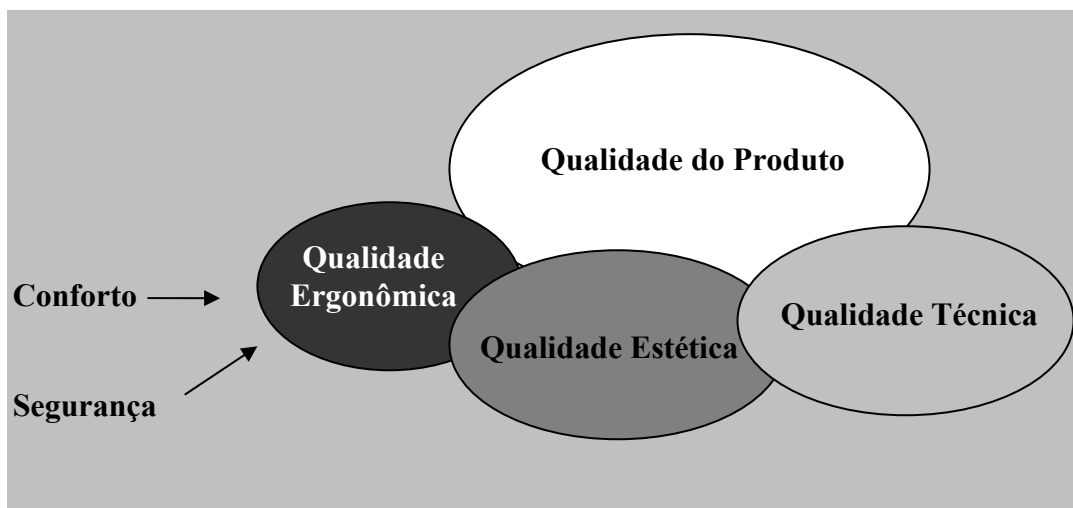 Qualidade do Produto
Qualidade
Ergonômica
Conforto
Qualidade Técnica
Qualidade Estética
Segurança